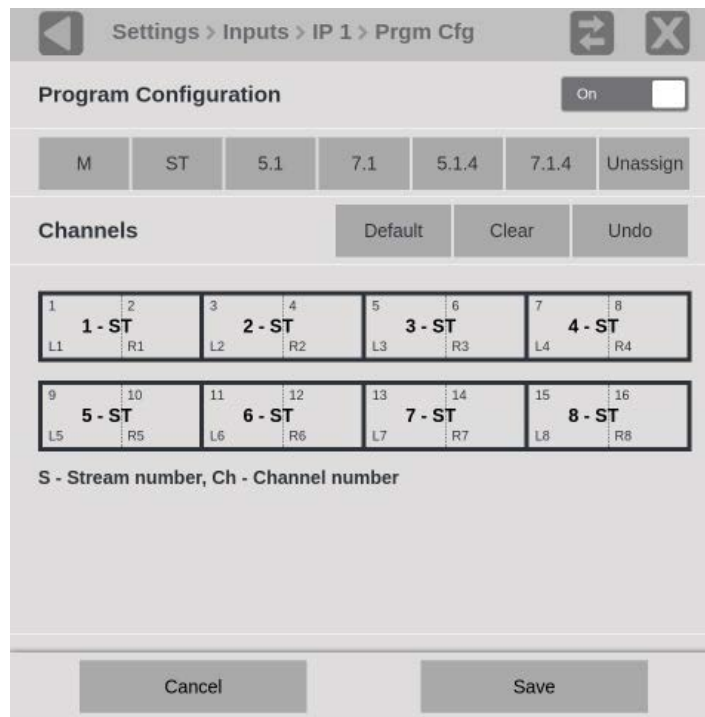 Settings > Inputs > IP 1 > Prgm Cfg
Program Configuration On
M ST 5.1 7.1 5.1.4 7.1.4 Unassign
Channels Default Clear Undo
1 2 3 4 5 6 7 8
1 - ST 2 - ST 3 - ST 4 - ST
L1 R1 L2 R2 L3 R3 L4 R4
9 10 11 12 13 14 15 16
5 - ST 6 - ST 7 - ST 8 - ST
L5 R5 L6 R6 L7 R7 L8 R8
S - Stream number, Ch - Channel number
Cancel Save